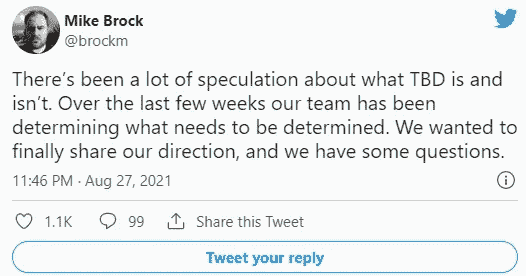 Mike Brock
@brockm
There's been a lot of speculation about what TBD is and
isn't. Over the last few weeks our team has been
determining what needs to be determined. We wanted to
finally share our direction, and we have some questions.
11:46 PM · Aug 27, 2021
1.1K 99 Share this Tweet
Tweet your reply